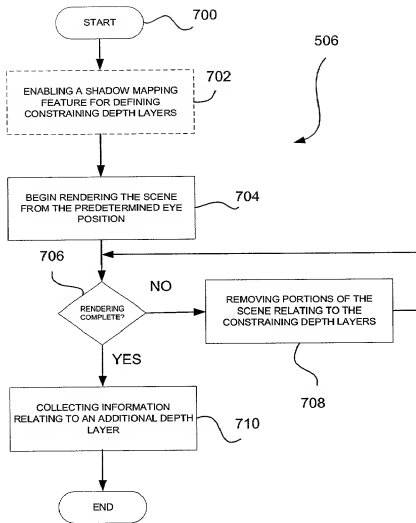 START
700
506
ENABLING A SHADOW MAPPING
FEATURE FOR DEFINING
CONSTRAINING DEPTH LAYERS
702
BEGIN RENDERING THE SCENE
FROM THE PREDETERMINED EYE
POSITION
704
706
RENDERING
COMPLETE?
NO
REMOVING PORTIONS OF THE
SCENE RELATING TO THE
CONSTRAINING DEPTH LAYERS
708
YES
COLLECTING INFORMATION
RELATING TO AN ADDITIONAL DEPTH
LAYER
710
END